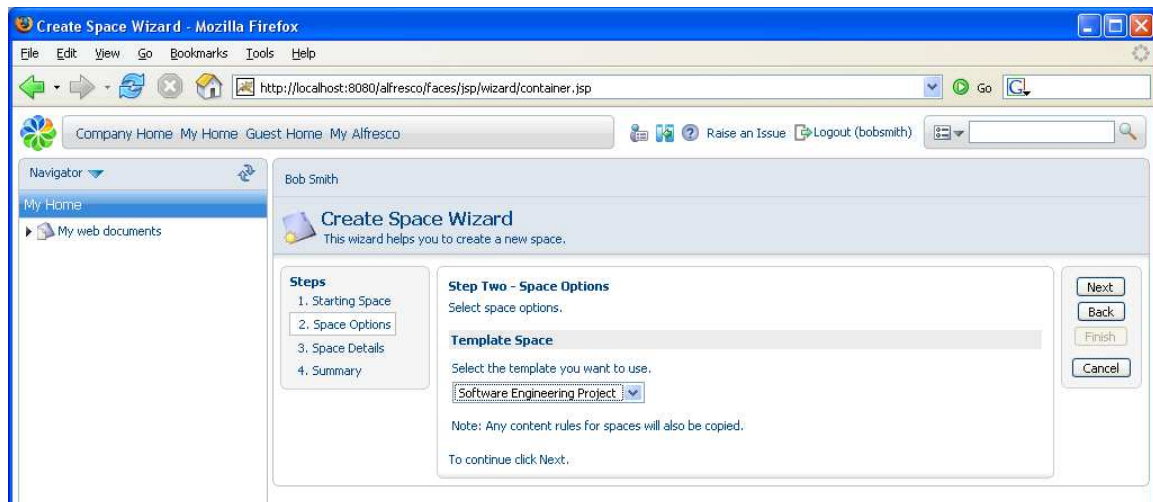 Create Space Wizard - Mozilla Firefox
File Edit View Go Bookmarks Tools Help
http://localhost:8080/alfresco/faces/jsp/wizard/container.jsp Go G
Company Home My Home Guest Home My Alfresco ? Raise an Issue Logout (bobsmith)
Navigator
My Home
My web documents
Bob Smith
Create Space Wizard
This wizard helps you to create a new space.
Steps
1. Starting Space
2. Space Options
3. Space Details
4. Summary
Step Two - Space Options
Select space options.
Template Space
Select the template you want to use.
Software Engineering Project
Note: Any content rules for spaces will also be copied.
To continue click Next.
Next
Back
Finish
Cancel